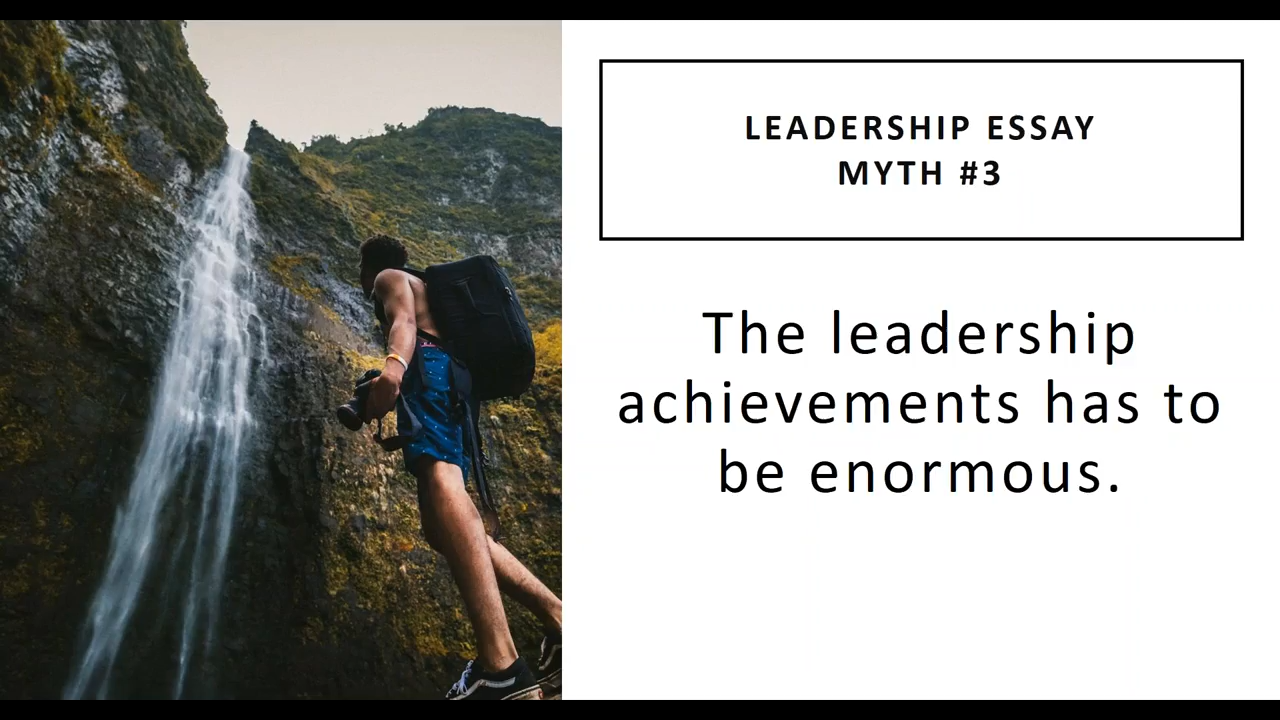 LEADERSHIP ESSAY
MYTH #3
The leadership
achievements has to
be enormous.